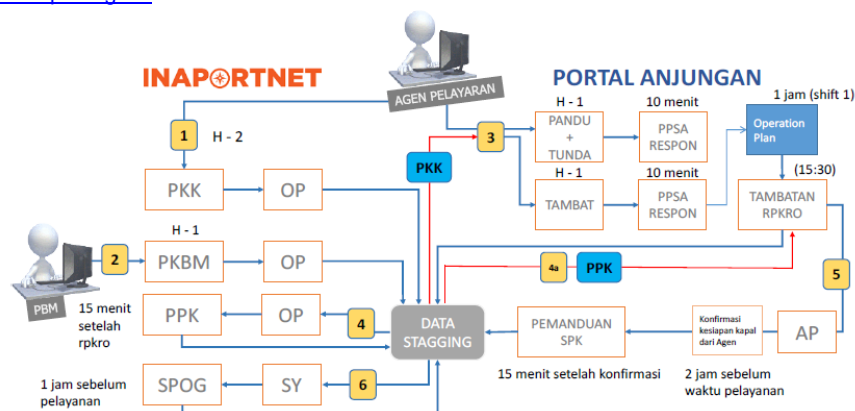 INAPORTNET
AGEN PELAYARAN
PORTAL ANJUNGAN
1 jam (shift 1)
H - 1
10 menit
1
H - 2
3
PANDU
+
TUNDA
PPSA
RESPON
Operation
Plan
PKK
H - 1
10 menit
(15:30)
PKK
OP
TAMBAT
PPSA
RESPON
TAMBATAN
RPKRO
H - 1
2
PKBM
OP
4a
PPK
5
PBM
15 menit
setelah
rpkro
PPK
OP
4
DATA
STAGGING
PEMANDUAN
SPK
Konfirmasi
kesiapan kapal
dari Agen
AP
15 menit setelah konfirmasi
2 jam sebelum
waktu pelayanan
1 jam sebelum
pelayanan
SPOG
SY
6